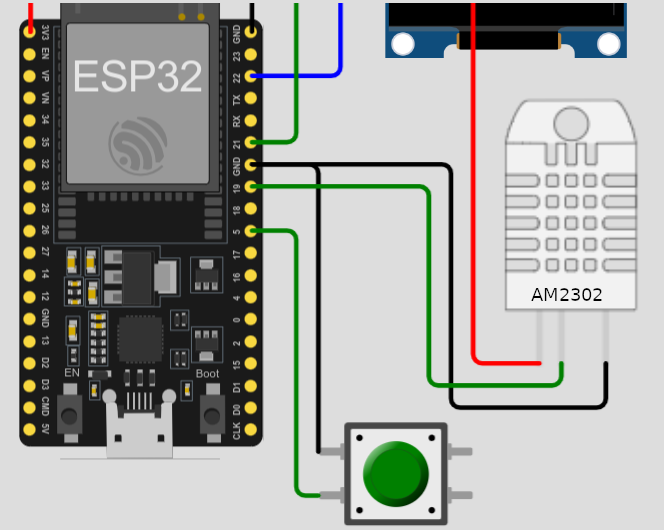 ESP32
3V3
EN
VP
VN
34
35
32
33
25
26
27
14
12
GND
13
D2
D3
CMD
5V
GND
23
22
TX
RX
21
GND
19
18
5
17
16
4
0
2
15
D1
D0
CLK
EN
Boot
AM2302